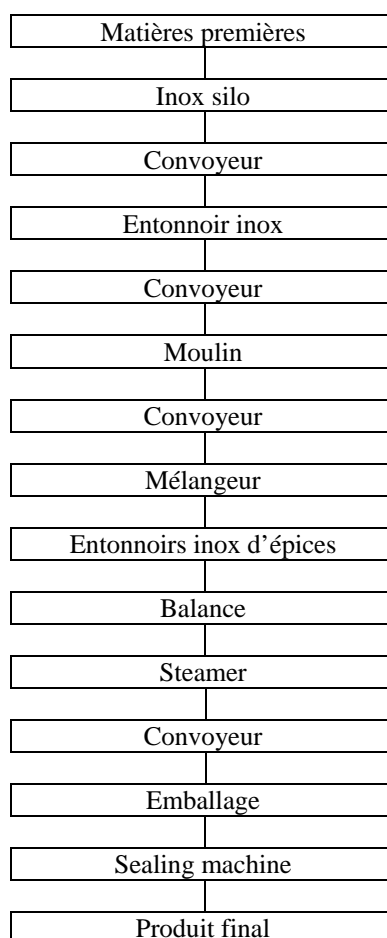 Matières premières
Inox silo
Convoyeur
Entonnoir inox
Convoyeur
Moulin
Convoyeur
Mélangeur
Entonnoirs inox d’épices
Balance
Steamer
Convoyeur
Emballage
Sealing machine
Produit final